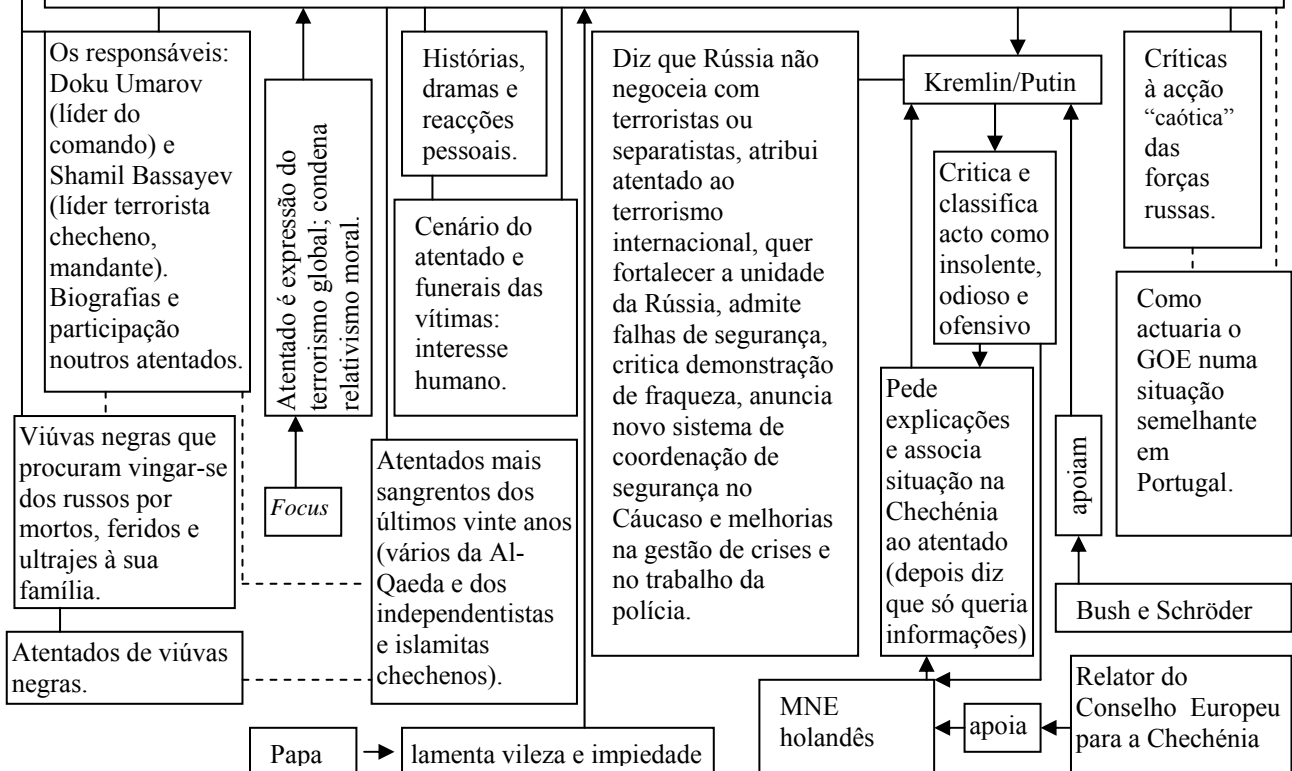 Os responsáveis:
Doku Umarov
(líder do
comando) e
Shamil Bassayev
(líder terrorista
checheno,
mandante).
Biografias e
participação
noutros atentados.
Atentado é expressão do
terrorismo global; condena
relativismo moral.
Histórias,
dramas e
reacções
pessoais.
Cenário do
atentado e
funerais das
vítimas:
interesse
humano.
Diz que Rússia não
negoceia com
terroristas ou
separatistas, atribui
atentado ao
terrorismo
internacional, quer
fortalecer a unidade
da Rússia, admite
falhas de segurança,
critica demonstração
de fraqueza, anuncia
novo sistema de
coordenação de
segurança no
Cáucaso e melhorias
na gestão de crises e
no trabalho da
polícia.
Kremlin/Putin
Critica e
classifica
acto como
insolente,
odioso e
ofensivo
Críticas
à acção
“caótica”
das
forças
russas.
Como
actuaria o
GOE numa
situação
semelhante
em
Portugal.
Viúvas negras que
procuram vingar-se
dos russos por
mortos, feridos e
ultrajes à sua
família.
Focus
Atentados mais
sangrentos dos
últimos vinte anos
(vários da Al-
Qaeda e dos
independentistas
e islamitas
chechenos).
Pede
explicações
e associa
situação na
Chechénia
ao atentado
(depois diz
que só queria
informações)
apoiam
Bush e Schröder
Atentados de viúvas
negras.
Papa
lamenta vileza e impiedade
MNE
holandês
apoia
Relator do
Conselho Europeu
para a Chechénia